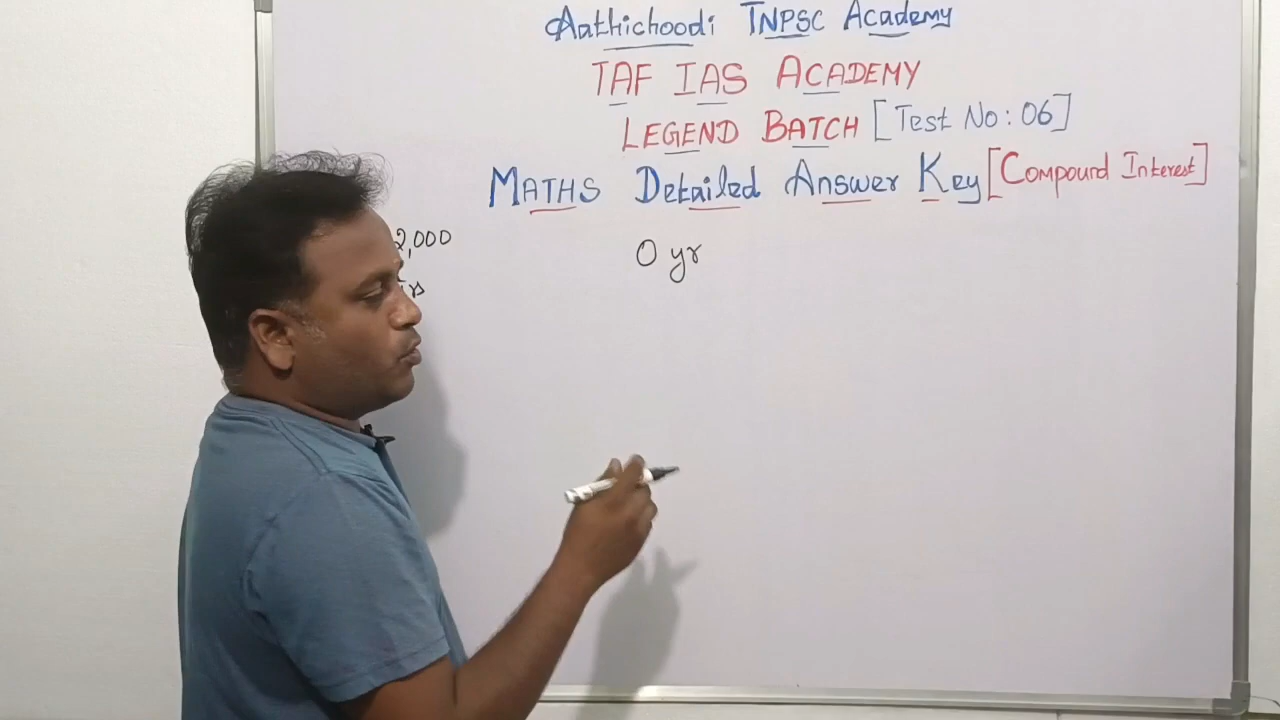 Aathichoodi TNPSC Academy
TAF IAS ACADEMY
LEGEND BATCH [Test No: 06]
MATHS Detailed Answer Key [Compound Interest]
2,000
0 yr